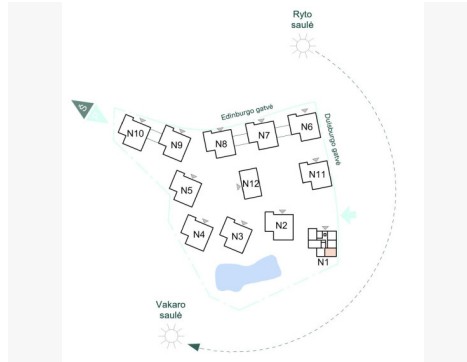 Ryto
saulė
Š
Edinburgo gatvė
Duisburgo gatvė
N10
N9
N8
N7
N6
N11
N5
N12
N4
N3
N2
N1
Vakaro
saulė